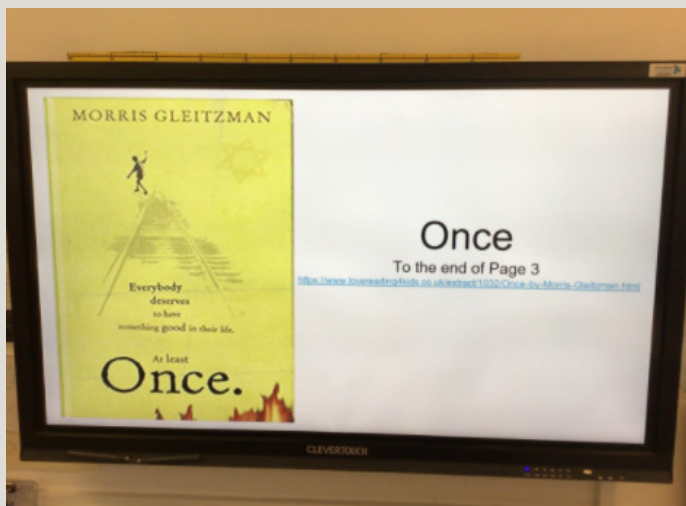 MORRIS GLEITZMAN
Everybody
deserves
to have
something good in their life.
At least
Once.
Once
To the end of Page 3
https://www.lovereading4kids.co.uk/extract/1032/Once-by-Morris-Gleitzman.html
CLEVERTOUCH